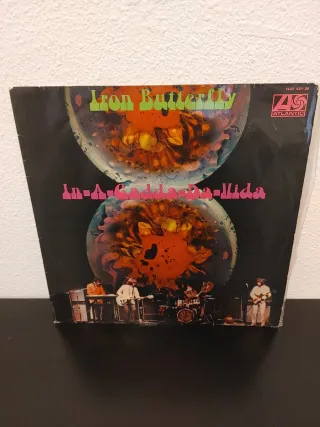 Iron Butterfly
ATLANTIC
In-A-Gadda-Da-Vida